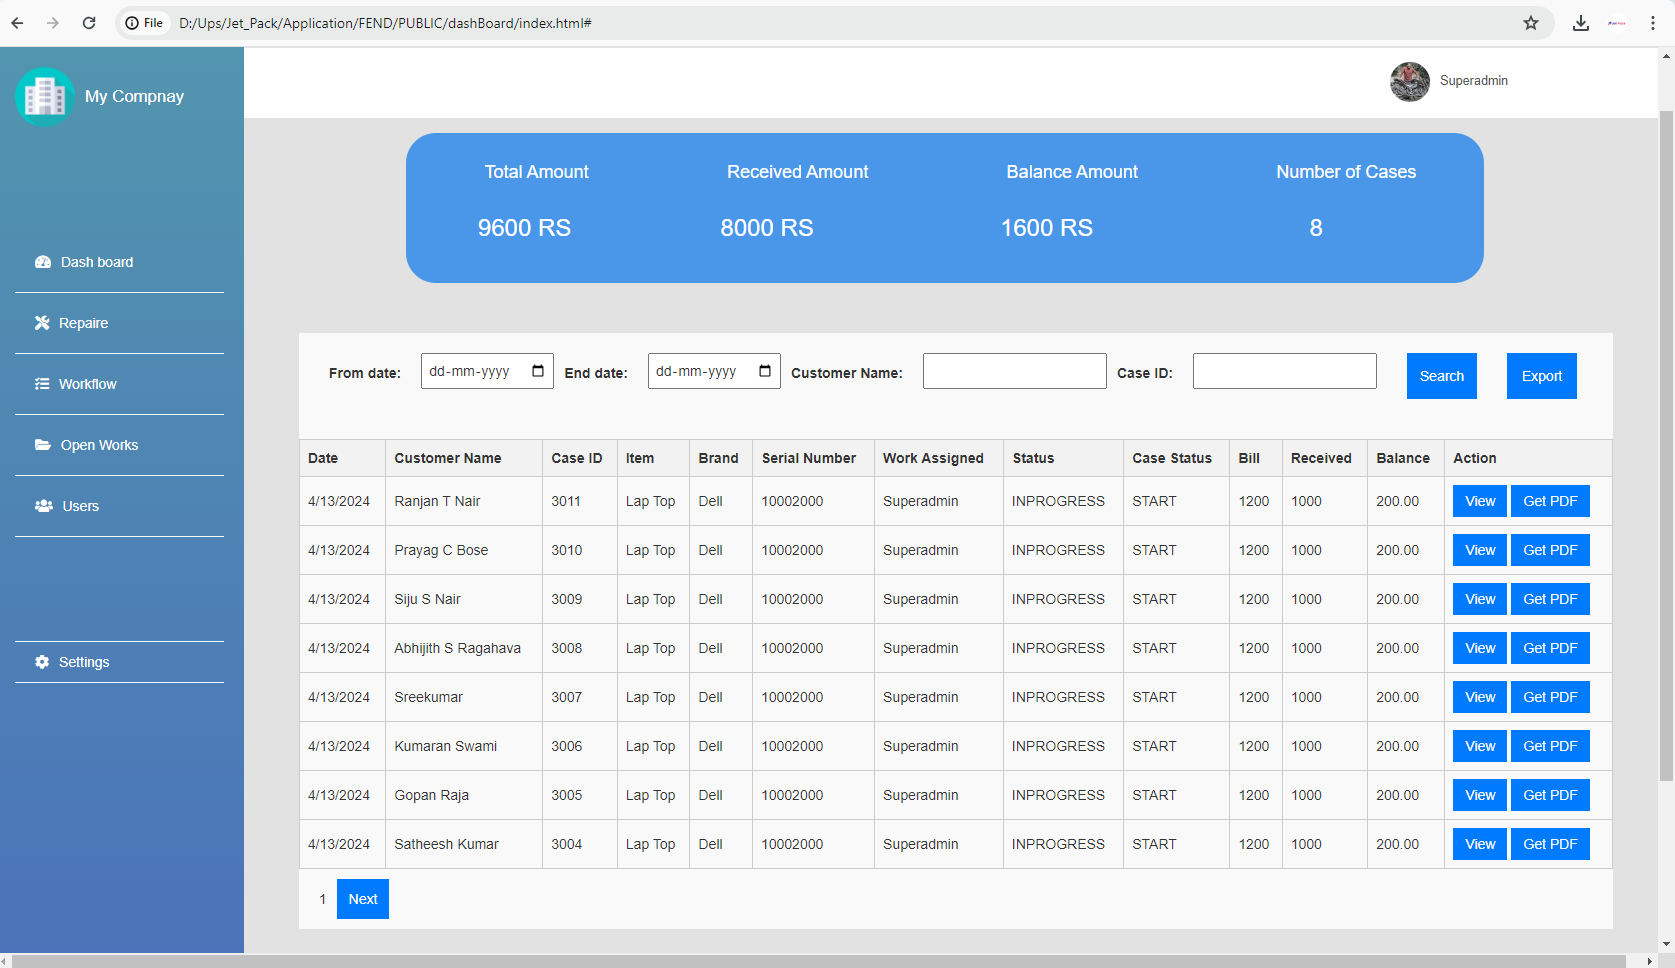 File D:/Ups/Jet_Pack/Application/FEND/PUBLIC/dashBoard/index.html#
My Compnay
Superadmin
Total Amount Received Amount Balance Amount Number of Cases
9600 RS 8000 RS 1600 RS 8
Dash board
Repaire
Workflow
Open Works
Users
Settings
From date: dd-mm-yyyy End date: dd-mm-yyyy Customer Name: Case ID: Search Export
Date Customer Name Case ID Item Brand Serial Number Work Assigned Status Case Status Bill Received Balance Action
4/13/2024 Ranjan T Nair 3011 Lap Top Dell 10002000 Superadmin INPROGRESS START 1200 1000 200.00 View Get PDF
4/13/2024 Prayag C Bose 3010 Lap Top Dell 10002000 Superadmin INPROGRESS START 1200 1000 200.00 View Get PDF
4/13/2024 Siju S Nair 3009 Lap Top Dell 10002000 Superadmin INPROGRESS START 1200 1000 200.00 View Get PDF
4/13/2024 Abhijith S Ragahava 3008 Lap Top Dell 10002000 Superadmin INPROGRESS START 1200 1000 200.00 View Get PDF
4/13/2024 Sreekumar 3007 Lap Top Dell 10002000 Superadmin INPROGRESS START 1200 1000 200.00 View Get PDF
4/13/2024 Kumaran Swami 3006 Lap Top Dell 10002000 Superadmin INPROGRESS START 1200 1000 200.00 View Get PDF
4/13/2024 Gopan Raja 3005 Lap Top Dell 10002000 Superadmin INPROGRESS START 1200 1000 200.00 View Get PDF
4/13/2024 Satheesh Kumar 3004 Lap Top Dell 10002000 Superadmin INPROGRESS START 1200 1000 200.00 View Get PDF
1 Next